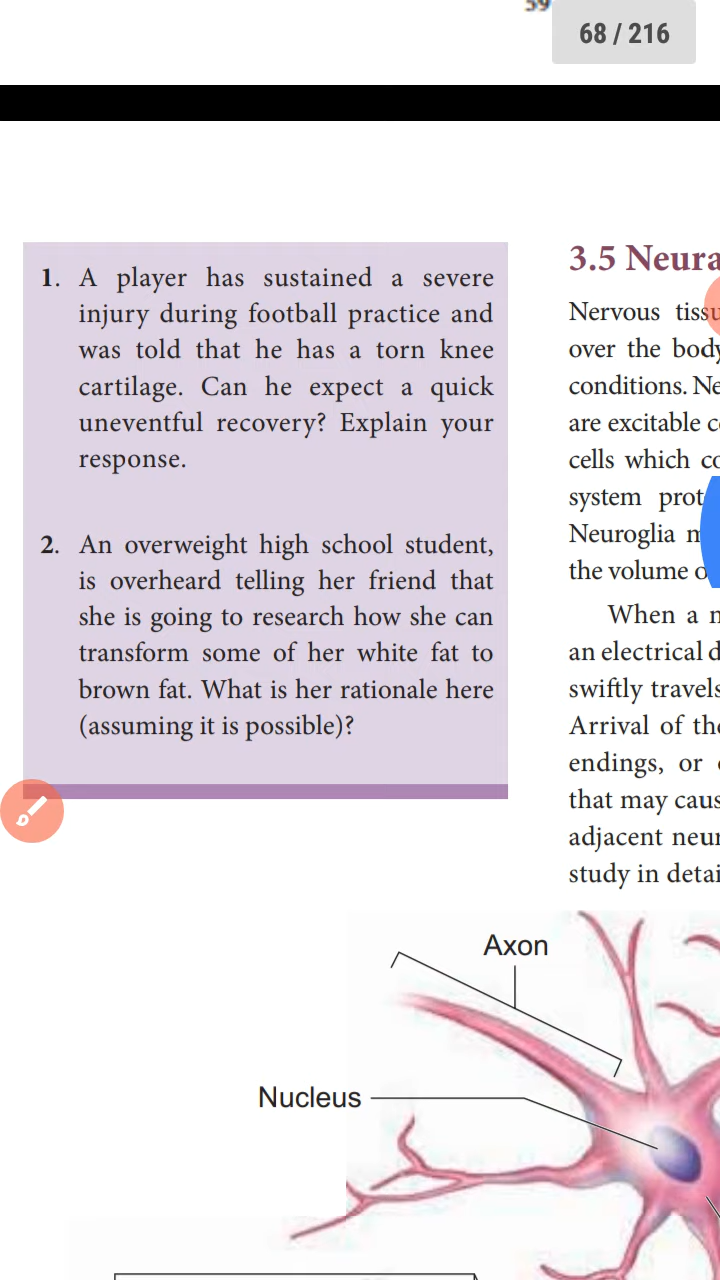 59
68 / 216
1. A player has sustained a severe
injury during football practice and
was told that he has a torn knee
cartilage. Can he expect a quick
uneventful recovery? Explain your
response.
2. An overweight high school student,
is overheard telling her friend that
she is going to research how she can
transform some of her white fat to
brown fat. What is her rationale here
(assuming it is possible)?
3.5 Neura
Nervous tiss
over the body
conditions. Ne
are excitable c
cells which co
system prot
Neuroglia m
the volume o
When a n
an electrical d
swiftly travels
Arrival of the
endings, or
that may caus
adjacent neur
study in detai
Axon
Nucleus